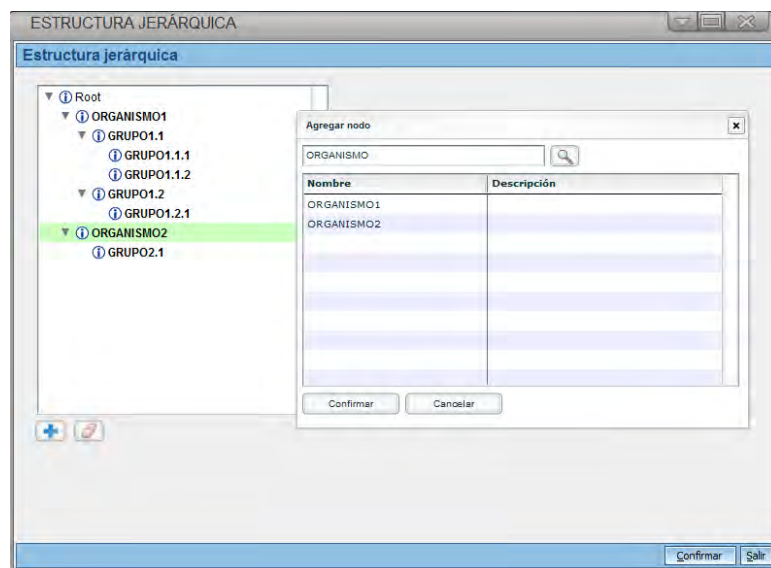 ESTRUCTURA JERÁRQUICA
Estructura jerárquica
Root
ORGANISMO1
GRUPO1.1
GRUPO1.1.1
GRUPO1.1.2
GRUPO1.2
GRUPO1.2.1
ORGANISMO2
GRUPO2.1
Agregar nodo
ORGANISMO
Nombre Descripción
ORGANISMO1
ORGANISMO2
Confirmar Cancelar
Confirmar Salir